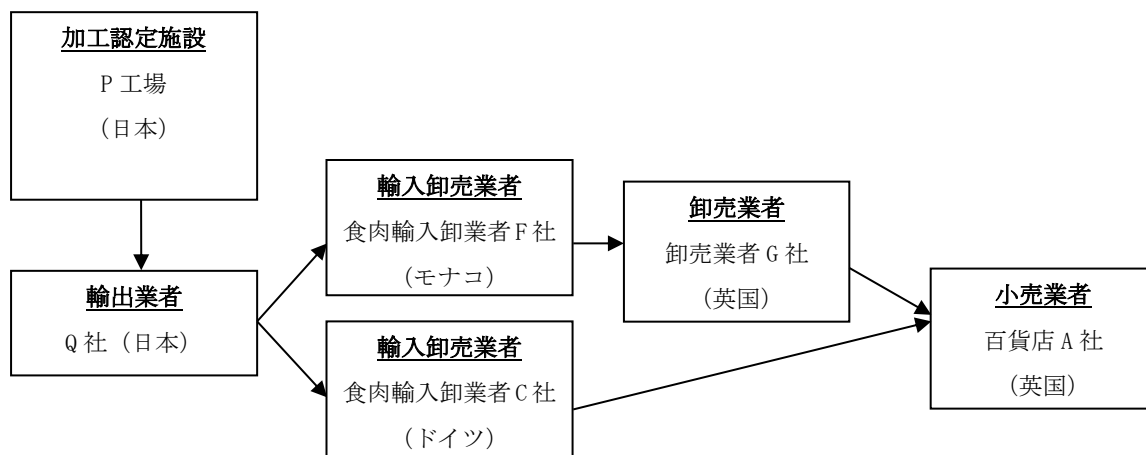 加工認定施設
P工場
(日本)
輸出業者
Q社(日本)
輸入卸売業者
食肉輸入卸業者F社
(モナコ)
輸入卸売業者
食肉輸入卸業者C社
(ドイツ)
卸売業者
卸売業者G社
(英国)
小売業者
百貨店A社
(英国)